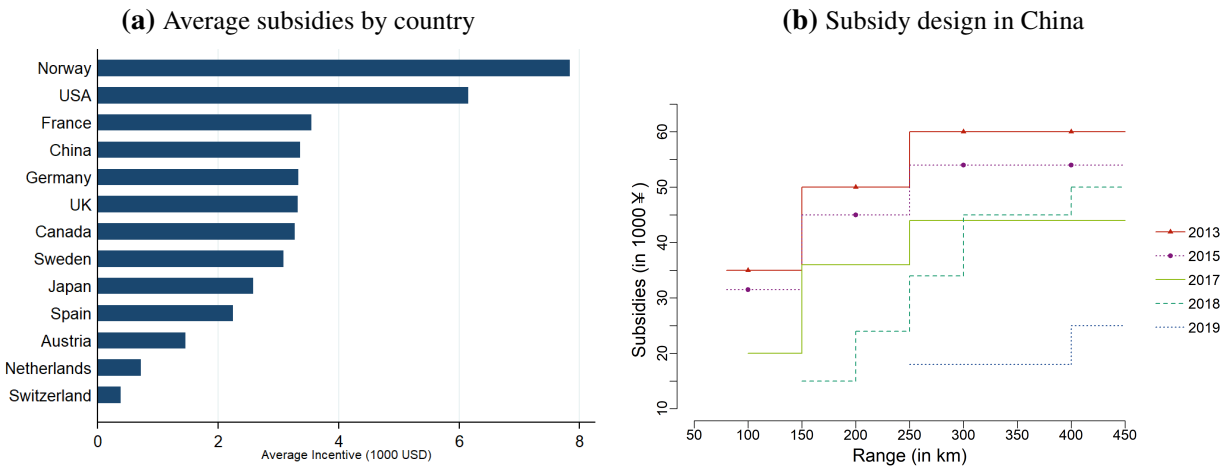 (a) Average subsidies by country
Norway
USA
France
China
Germany
UK
Canada
Sweden
Japan
Spain
Austria
Netherlands
Switzerland
0 2 4 6 8
Average Incentive (1000 USD)
(b) Subsidy design in China
Subsidies (in 1000 ¥)
60
50
40
30
20
10
50 100 150 200 250 300 350 400 450
Range (in km)
2013
2015
2017
2018
2019